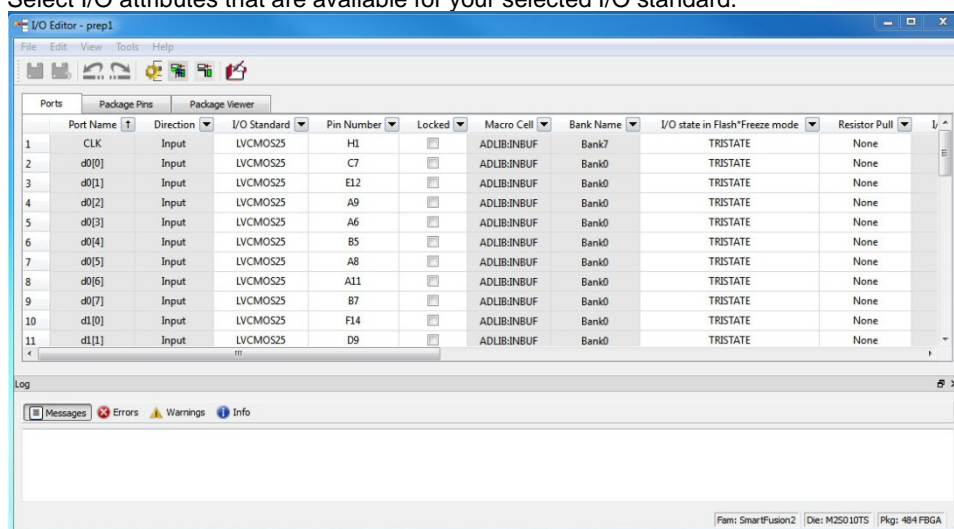 Select I/O attributes that are available for your selected I/O standard.
I/O Editor - prep1
File Edit View Tools Help
Ports Package Pins Package Viewer
Port Name Direction I/O Standard Pin Number Locked Macro Cell Bank Name I/O state in Flash*Freeze mode Resistor Pull
1 CLK Input LVCMOS25 H1 ADLIB:INBUF Bank7 TRISTATE None
2 d0[0] Input LVCMOS25 C7 ADLIB:INBUF Bank0 TRISTATE None
3 d0[1] Input LVCMOS25 E12 ADLIB:INBUF Bank0 TRISTATE None
4 d0[2] Input LVCMOS25 A9 ADLIB:INBUF Bank0 TRISTATE None
5 d0[3] Input LVCMOS25 A6 ADLIB:INBUF Bank0 TRISTATE None
6 d0[4] Input LVCMOS25 B5 ADLIB:INBUF Bank0 TRISTATE None
7 d0[5] Input LVCMOS25 A8 ADLIB:INBUF Bank0 TRISTATE None
8 d0[6] Input LVCMOS25 A11 ADLIB:INBUF Bank0 TRISTATE None
9 d0[7] Input LVCMOS25 B7 ADLIB:INBUF Bank0 TRISTATE None
10 d1[0] Input LVCMOS25 F14 ADLIB:INBUF Bank0 TRISTATE None
11 d1[1] Input LVCMOS25 D9 ADLIB:INBUF Bank0 TRISTATE None
Log
Messages Errors Warnings Info
Fam: SmartFusion2 Die: M2S010TS Pkg: 484 FBGA